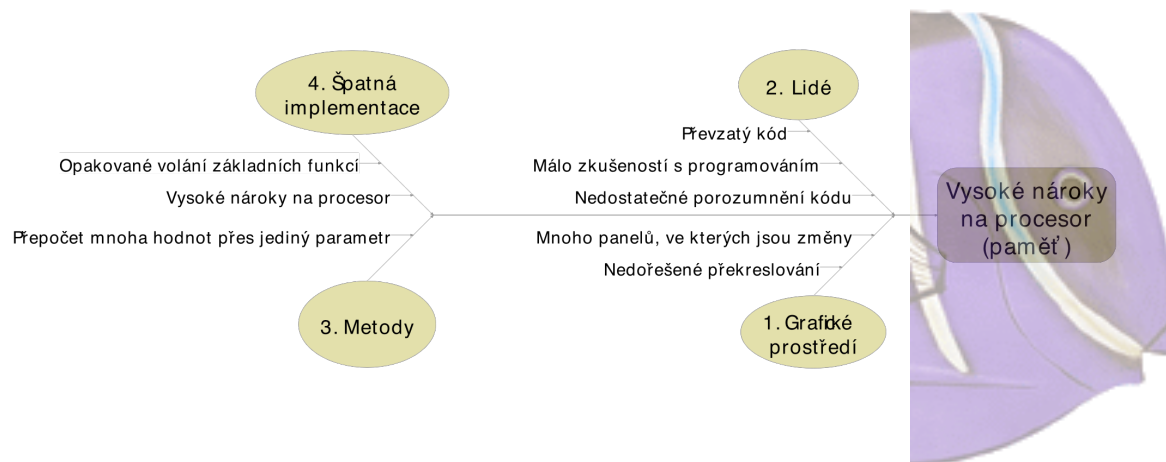 4. Špatná
implementace
Opakované volání základních funkcí
Vysoké nároky na procesor
Přepočet mnoha hodnot přes jediný parametr
3. Metody
2. Lidé
Převzatý kód
Málo zkušeností s programováním
Nedostatečné porozumnění kódu
Mnoho panelů, ve kterých jsou změny
Nedořešené překreslování
1. Grafické
prostředí
Vysoké nároky
na procesor
(paměť)